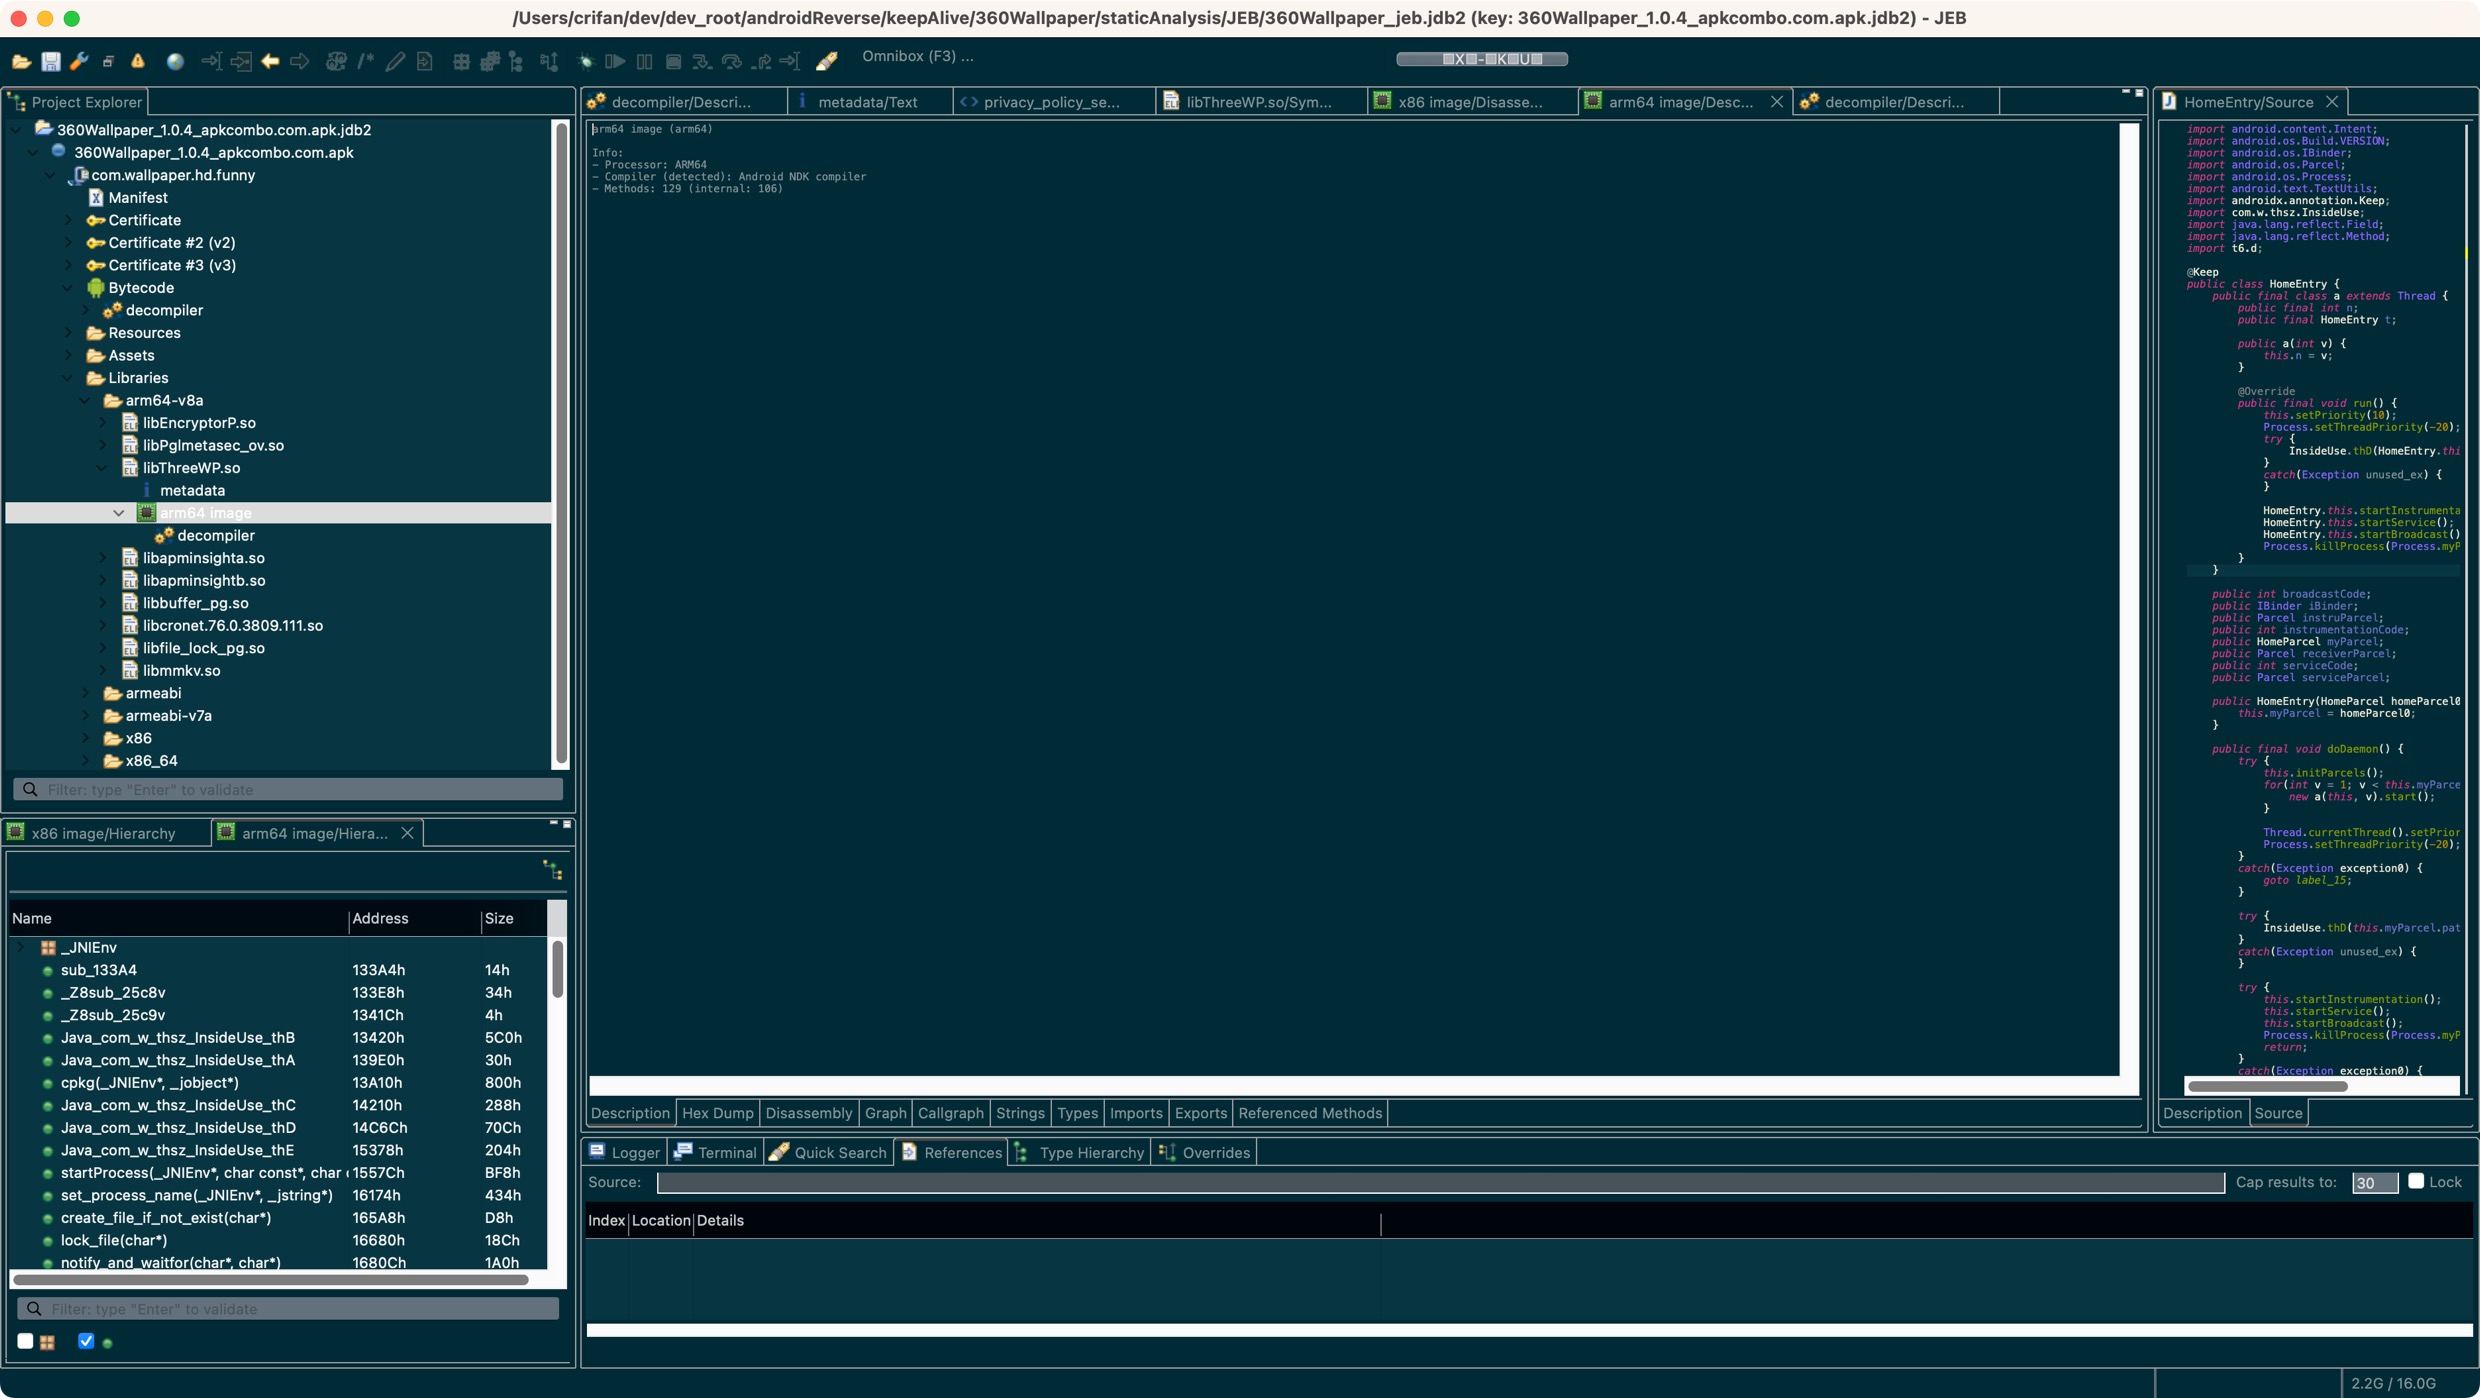 /Users/crifan/dev/dev_root/androidReverse/keepAlive/360Wallpaper/staticAnalysis/JEB/360Wallpaper_jeb.jdb2 (key: 360Wallpaper_1.0.4_apkcombo.com.apk.jdb2) - JEB
Omnibox (F3) ...
Project Explorer
360Wallpaper_1.0.4_apkcombo.com.apk.jdb2
360Wallpaper_1.0.4_apkcombo.com.apk
com.wallpaper.hd.funny
Manifest
Certificate
Certificate #2 (v2)
Certificate #3 (v3)
Bytecode
decompiler
Resources
Assets
Libraries
arm64-v8a
libEncryptorP.so
libPglmetasec_ov.so
libThreeWP.so
metadata
arm64 image
decompiler
libapminsighta.so
libapminsightb.so
libbuffer_pg.so
libcronet.76.0.3809.111.so
libfile_lock_pg.so
libmmkv.so
armeabi
armeabi-v7a
x86
x86_64
Filter: type "Enter" to validate
x86 image/Hierarchy
arm64 image/Hiera...
Name Address Size
_JNIEnv
sub_133A4 133A4h 14h
_Z8sub_25c8v 133E8h 34h
_Z8sub_25c9v 1341Ch 4h
Java_com_w_thsz_InsideUse_thB 13420h 5C0h
Java_com_w_thsz_InsideUse_thA 139E0h 30h
cpkg(_JNIEnv*, _jobject*) 13A10h 800h
Java_com_w_thsz_InsideUse_thC 14210h 288h
Java_com_w_thsz_InsideUse_thD 14C6Ch 70Ch
Java_com_w_thsz_InsideUse_thE 15378h 204h
startProcess(_JNIEnv*, char const*, char 1557Ch BF8h
set_process_name(_JNIEnv*, _jstring*) 16174h 434h
create_file_if_not_exist(char*) 165A8h D8h
lock_file(char*) 16680h 18Ch
notify_and_waitfor(char*, char*) 1680Ch 1A0h
Filter: type "Enter" to validate
decompiler/Descri... metadata/Text privacy_policy_se... libThreeWP.so/Sym... x86 image/Disasse... arm64 image/Desc... decompiler/Descri...
arm64 image (arm64)
Info:
- Processor: ARM64
- Compiler (detected): Android NDK compiler
- Methods: 129 (internal: 106)
Description Hex Dump Disassembly Graph Callgraph Strings Types Imports Exports Referenced Methods
Logger Terminal Quick Search References Type Hierarchy Overrides
Source: Cap results to: 30 Lock
Index Location Details
HomeEntry/Source
import android.content.Intent;
import android.os.Build.VERSION;
import android.os.IBinder;
import android.os.Parcel;
import android.os.Process;
import android.text.TextUtils;
import androidx.annotation.Keep;
import com.w.thsz.InsideUse;
import java.lang.reflect.Field;
import java.lang.reflect.Method;
import t6.d;
@Keep
public class HomeEntry {
public final class a extends Thread {
public final int n;
public final HomeEntry t;
public a(int v) {
this.n = v;
}
@Override
public final void run() {
this.setPriority(10);
Process.setThreadPriority(-20);
try {
InsideUse.thD(HomeEntry.thi
}
catch(Exception unused_ex) {
}
HomeEntry.this.startInstrumenta
HomeEntry.this.startService();
HomeEntry.this.startBroadcast()
Process.killProcess(Process.myP
}
}
public int broadcastCode;
public IBinder iBinder;
public Parcel instruParcel;
public int instrumentationCode;
public HomeParcel myParcel;
public Parcel receiverParcel;
public int serviceCode;
public Parcel serviceParcel;
public HomeEntry(HomeParcel homeParcel0
this.myParcel = homeParcel0;
}
public final void doDaemon() {
try {
this.initParcels();
for(int v = 1; v < this.myParce
new a(this, v).start();
}
Thread.currentThread().setPrior
Process.setThreadPriority(-20);
}
catch(Exception exception0) {
goto label_15;
}
try {
InsideUse.thD(this.myParcel.pat
}
catch(Exception unused_ex) {
}
try {
this.startInstrumentation();
this.startService();
this.startBroadcast();
Process.killProcess(Process.myP
return;
}
catch(Exception exception0) {
Description Source
2.2G / 16.0G